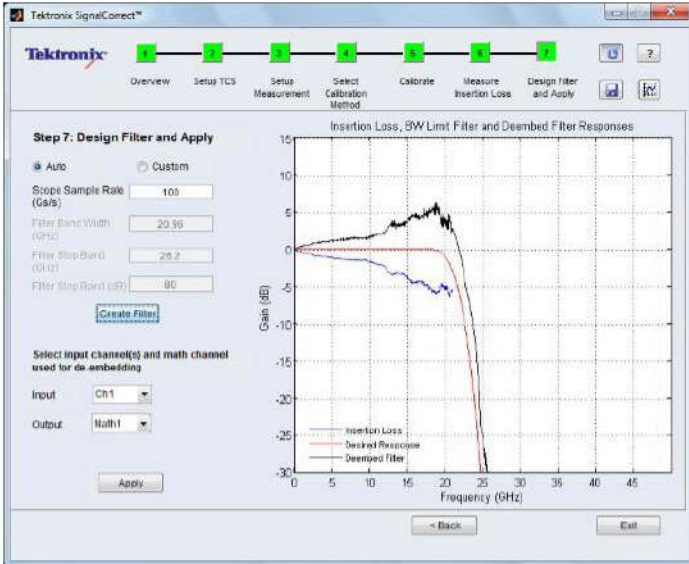 Tektronix SignalCorrect™
Tektronix
1 2 3 4 5 6 7 ?
Overview
Setup TCS
Setup Measurement
Select Calibration Method
Calibrate
Measure Insertion Loss
Design Filter and Apply
Step 7: Design Filter and Apply
Auto Custom
Scope Sample Rate (Gs/s) 100
Filter Band Width (GHz) 20.96
Filter Stop Band (GHz) 26.2
Filter Stop Band (dB) 80
Create Filter
Select input channel(s) and math channel
used for de-embedding
Input Ch1
Output Math1
Apply
Insertion Loss, BW Limit Filter and Deembed Filter Responses
Gain (dB)
15
10
5
0
-5
-10
-15
-20
-25
-30
Insertion Loss
Desired Response
Deembed Filter
0 5 10 15 20 25 30 35 40 45
Frequency (GHz)
< Back
Exit